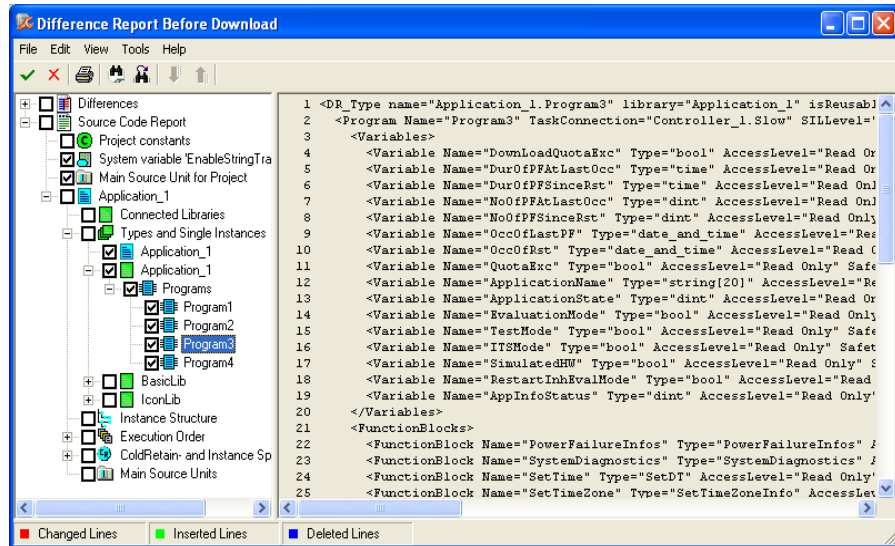 Difference Report Before Download
File Edit View Tools Help
Differences
Source Code Report
Project constants
System variable 'EnableStringTra
Main Source Unit for Project
Application_1
Connected Libraries
Types and Single Instances
Application_1
Application_1
Programs
Program1
Program2
Program3
Program4
BasicLib
IconLib
Instance Structure
Execution Order
ColdRetain- and Instance Sp
Main Source Units
1 <DR_Type name="Application_1.Program3" library="Application_1" isReusabl
2 <Program Name="Program3" TaskConnection="Controller_1.Slow" SILLevel="
3 <Variables>
4 <Variable Name="DownLoadQuotaExc" Type="bool" AccessLevel="Read Or
5 <Variable Name="DurOfPFAtLastOcc" Type="time" AccessLevel="Read Or
6 <Variable Name="DurOfPFSinceRst" Type="time" AccessLevel="Read Onl
7 <Variable Name="NoOfPFAtLastOcc" Type="dint" AccessLevel="Read Onl
8 <Variable Name="NoOfPFSinceRst" Type="dint" AccessLevel="Read Only
9 <Variable Name="OccOfLastPF" Type="date_and_time" AccessLevel="Rea
10 <Variable Name="OccOfRst" Type="date_and_time" AccessLevel="Read (
11 <Variable Name="QuotaExc" Type="bool" AccessLevel="Read Only" Safe
12 <Variable Name="ApplicationName" Type="string[20]" AccessLevel="Re
13 <Variable Name="ApplicationState" Type="dint" AccessLevel="Read Or
14 <Variable Name="EvaluationMode" Type="bool" AccessLevel="Read Only
15 <Variable Name="TestMode" Type="bool" AccessLevel="Read Only" Safe
16 <Variable Name="ITSMode" Type="bool" AccessLevel="Read Only" Safet
17 <Variable Name="SimulatedHW" Type="bool" AccessLevel="Read Only" S
18 <Variable Name="RestartInhEvalMode" Type="bool" AccessLevel="Read
19 <Variable Name="AppInfoStatus" Type="dint" AccessLevel="Read Only"
20 </Variables>
21 <FunctionBlocks>
22 <FunctionBlock Name="PowerFailureInfos" Type="PowerFailureInfos" A
23 <FunctionBlock Name="SystemDiagnostics" Type="SystemDiagnostics" A
24 <FunctionBlock Name="SetTime" Type="SetDT" AccessLevel="Read Only"
25 <FunctionBlock Name="SetTimeZone" Type="SetTimeZoneInfo" AccessLev
Changed Lines Inserted Lines Deleted Lines